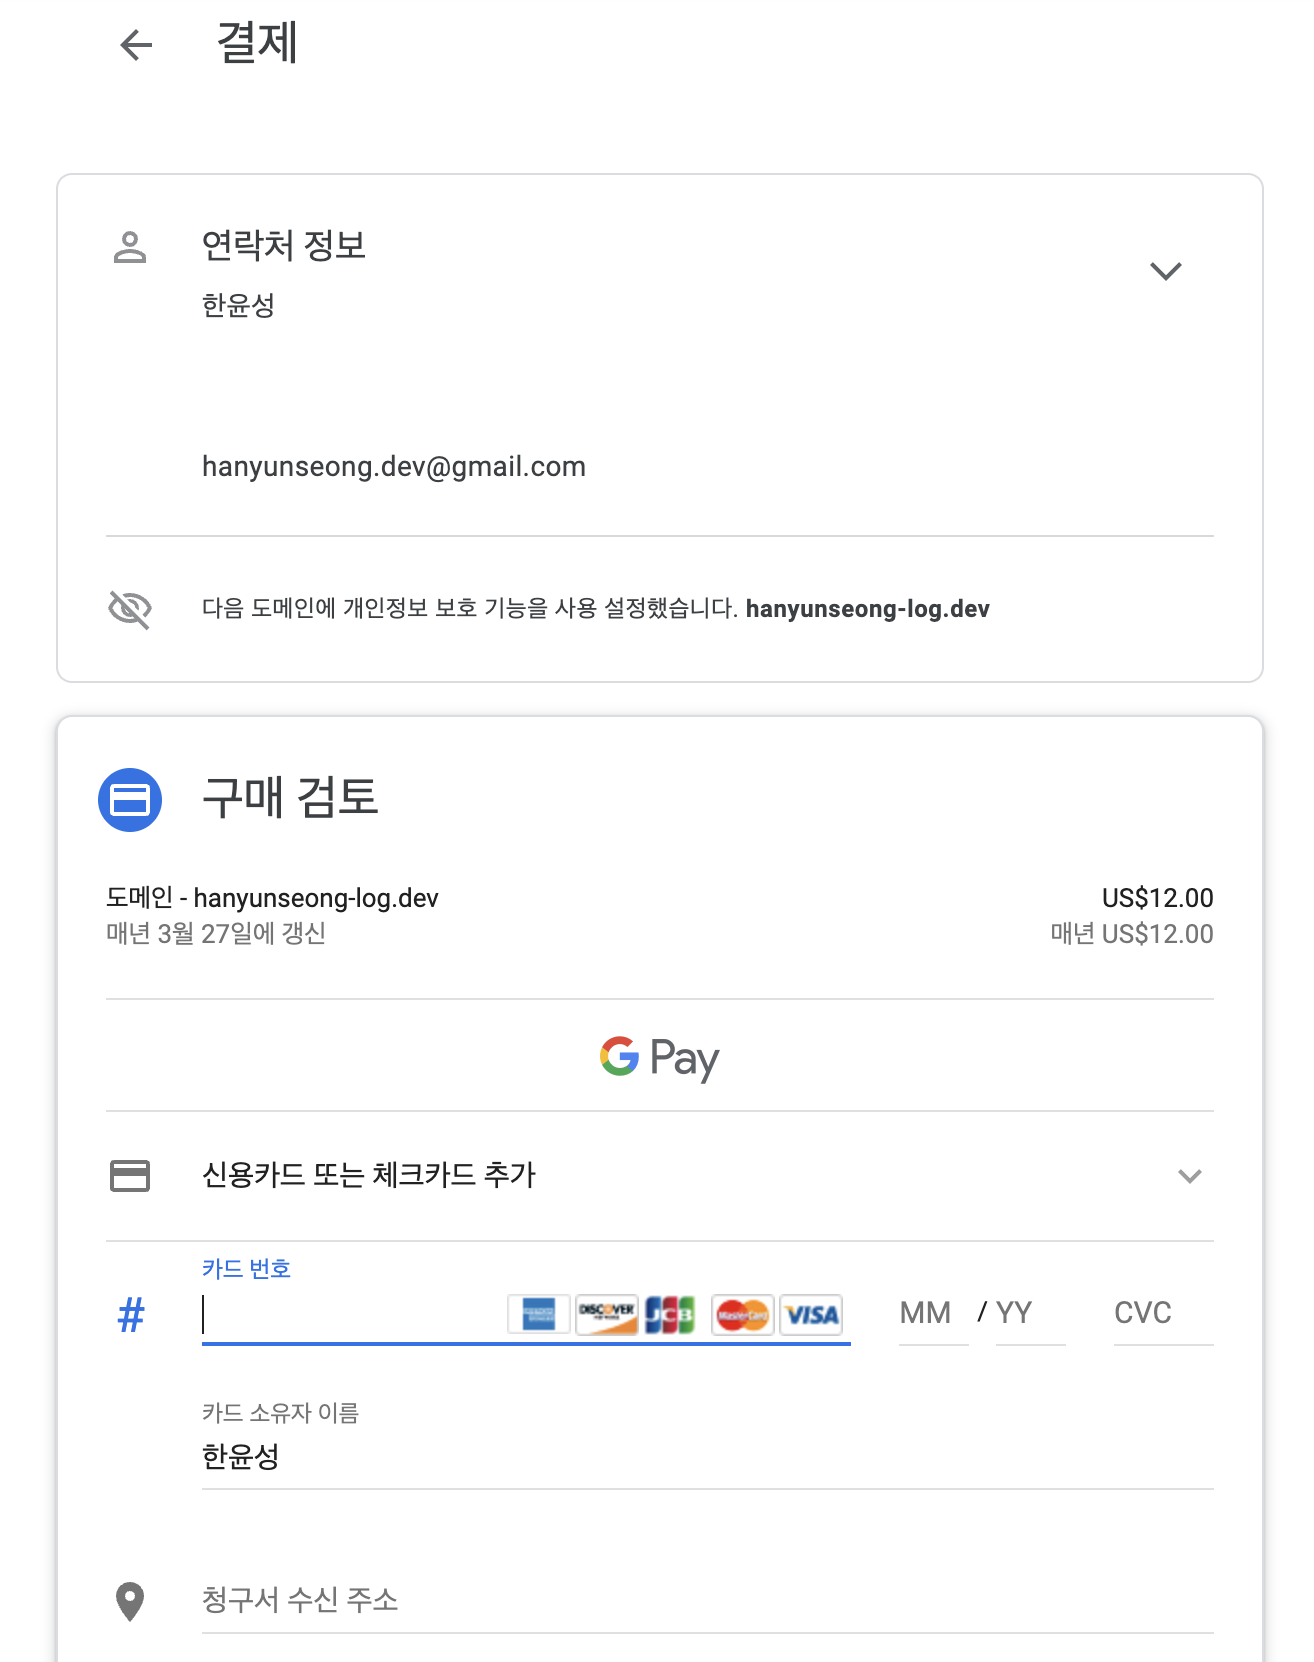 결제
연락처 정보
한윤성
hanyunseong.dev@gmail.com
다음 도메인에 개인정보 보호 기능을 사용 설정했습니다. hanyunseong-log.dev
구매 검토
도메인 - hanyunseong-log.dev US$12.00
매년 3월 27일에 갱신 매년 US$12.00
G Pay
신용카드 또는 체크카드 추가
카드 번호
# DISCOVER JCB MasterCard VISA MM / YY CVC
카드 소유자 이름
한윤성
청구서 수신 주소